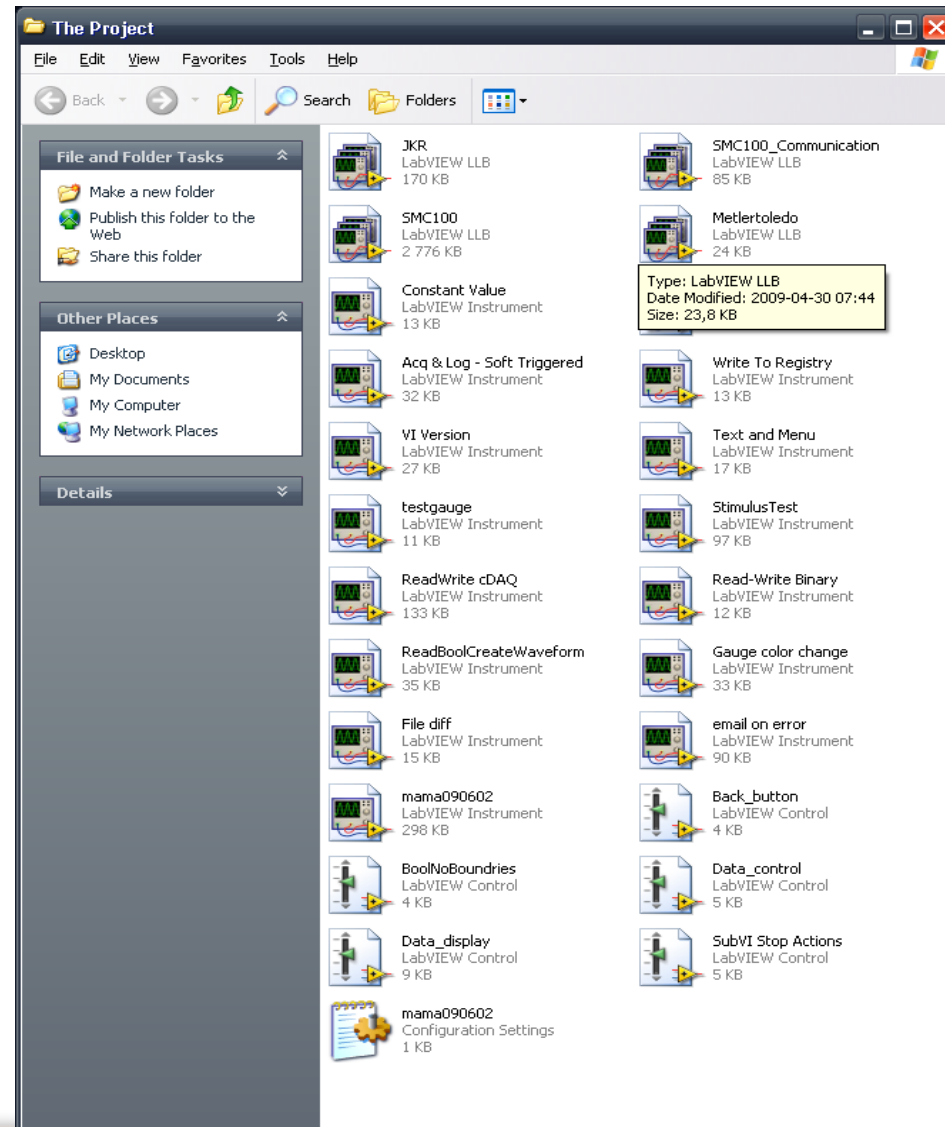 The Project
File Edit View Favorites Tools Help
Back Search Folders
File and Folder Tasks
Make a new folder
Publish this folder to the
Web
Share this folder
Other Places
Desktop
My Documents
My Computer
My Network Places
Details
JKR
LabVIEW LLB
170 KB
SMC100_Communication
LabVIEW LLB
85 KB
SMC100
LabVIEW LLB
2 776 KB
Metlertoledo
LabVIEW LLB
24 KB
Type: LabVIEW LLB
Date Modified: 2009-04-30 07:44
Size: 23,8 KB
Constant Value
LabVIEW Instrument
13 KB
Acq & Log - Soft Triggered
LabVIEW Instrument
32 KB
Write To Registry
LabVIEW Instrument
13 KB
VI Version
LabVIEW Instrument
27 KB
Text and Menu
LabVIEW Instrument
17 KB
testgauge
LabVIEW Instrument
11 KB
StimulusTest
LabVIEW Instrument
97 KB
ReadWrite cDAQ
LabVIEW Instrument
133 KB
Read-Write Binary
LabVIEW Instrument
12 KB
ReadBoolCreateWaveform
LabVIEW Instrument
35 KB
Gauge color change
LabVIEW Instrument
33 KB
File diff
LabVIEW Instrument
15 KB
email on error
LabVIEW Instrument
90 KB
mama090602
LabVIEW Instrument
298 KB
Back_button
LabVIEW Control
4 KB
BoolNoBoundries
LabVIEW Control
4 KB
Data_control
LabVIEW Control
5 KB
Data_display
LabVIEW Control
9 KB
SubVI Stop Actions
LabVIEW Control
5 KB
mama090602
Configuration Settings
1 KB